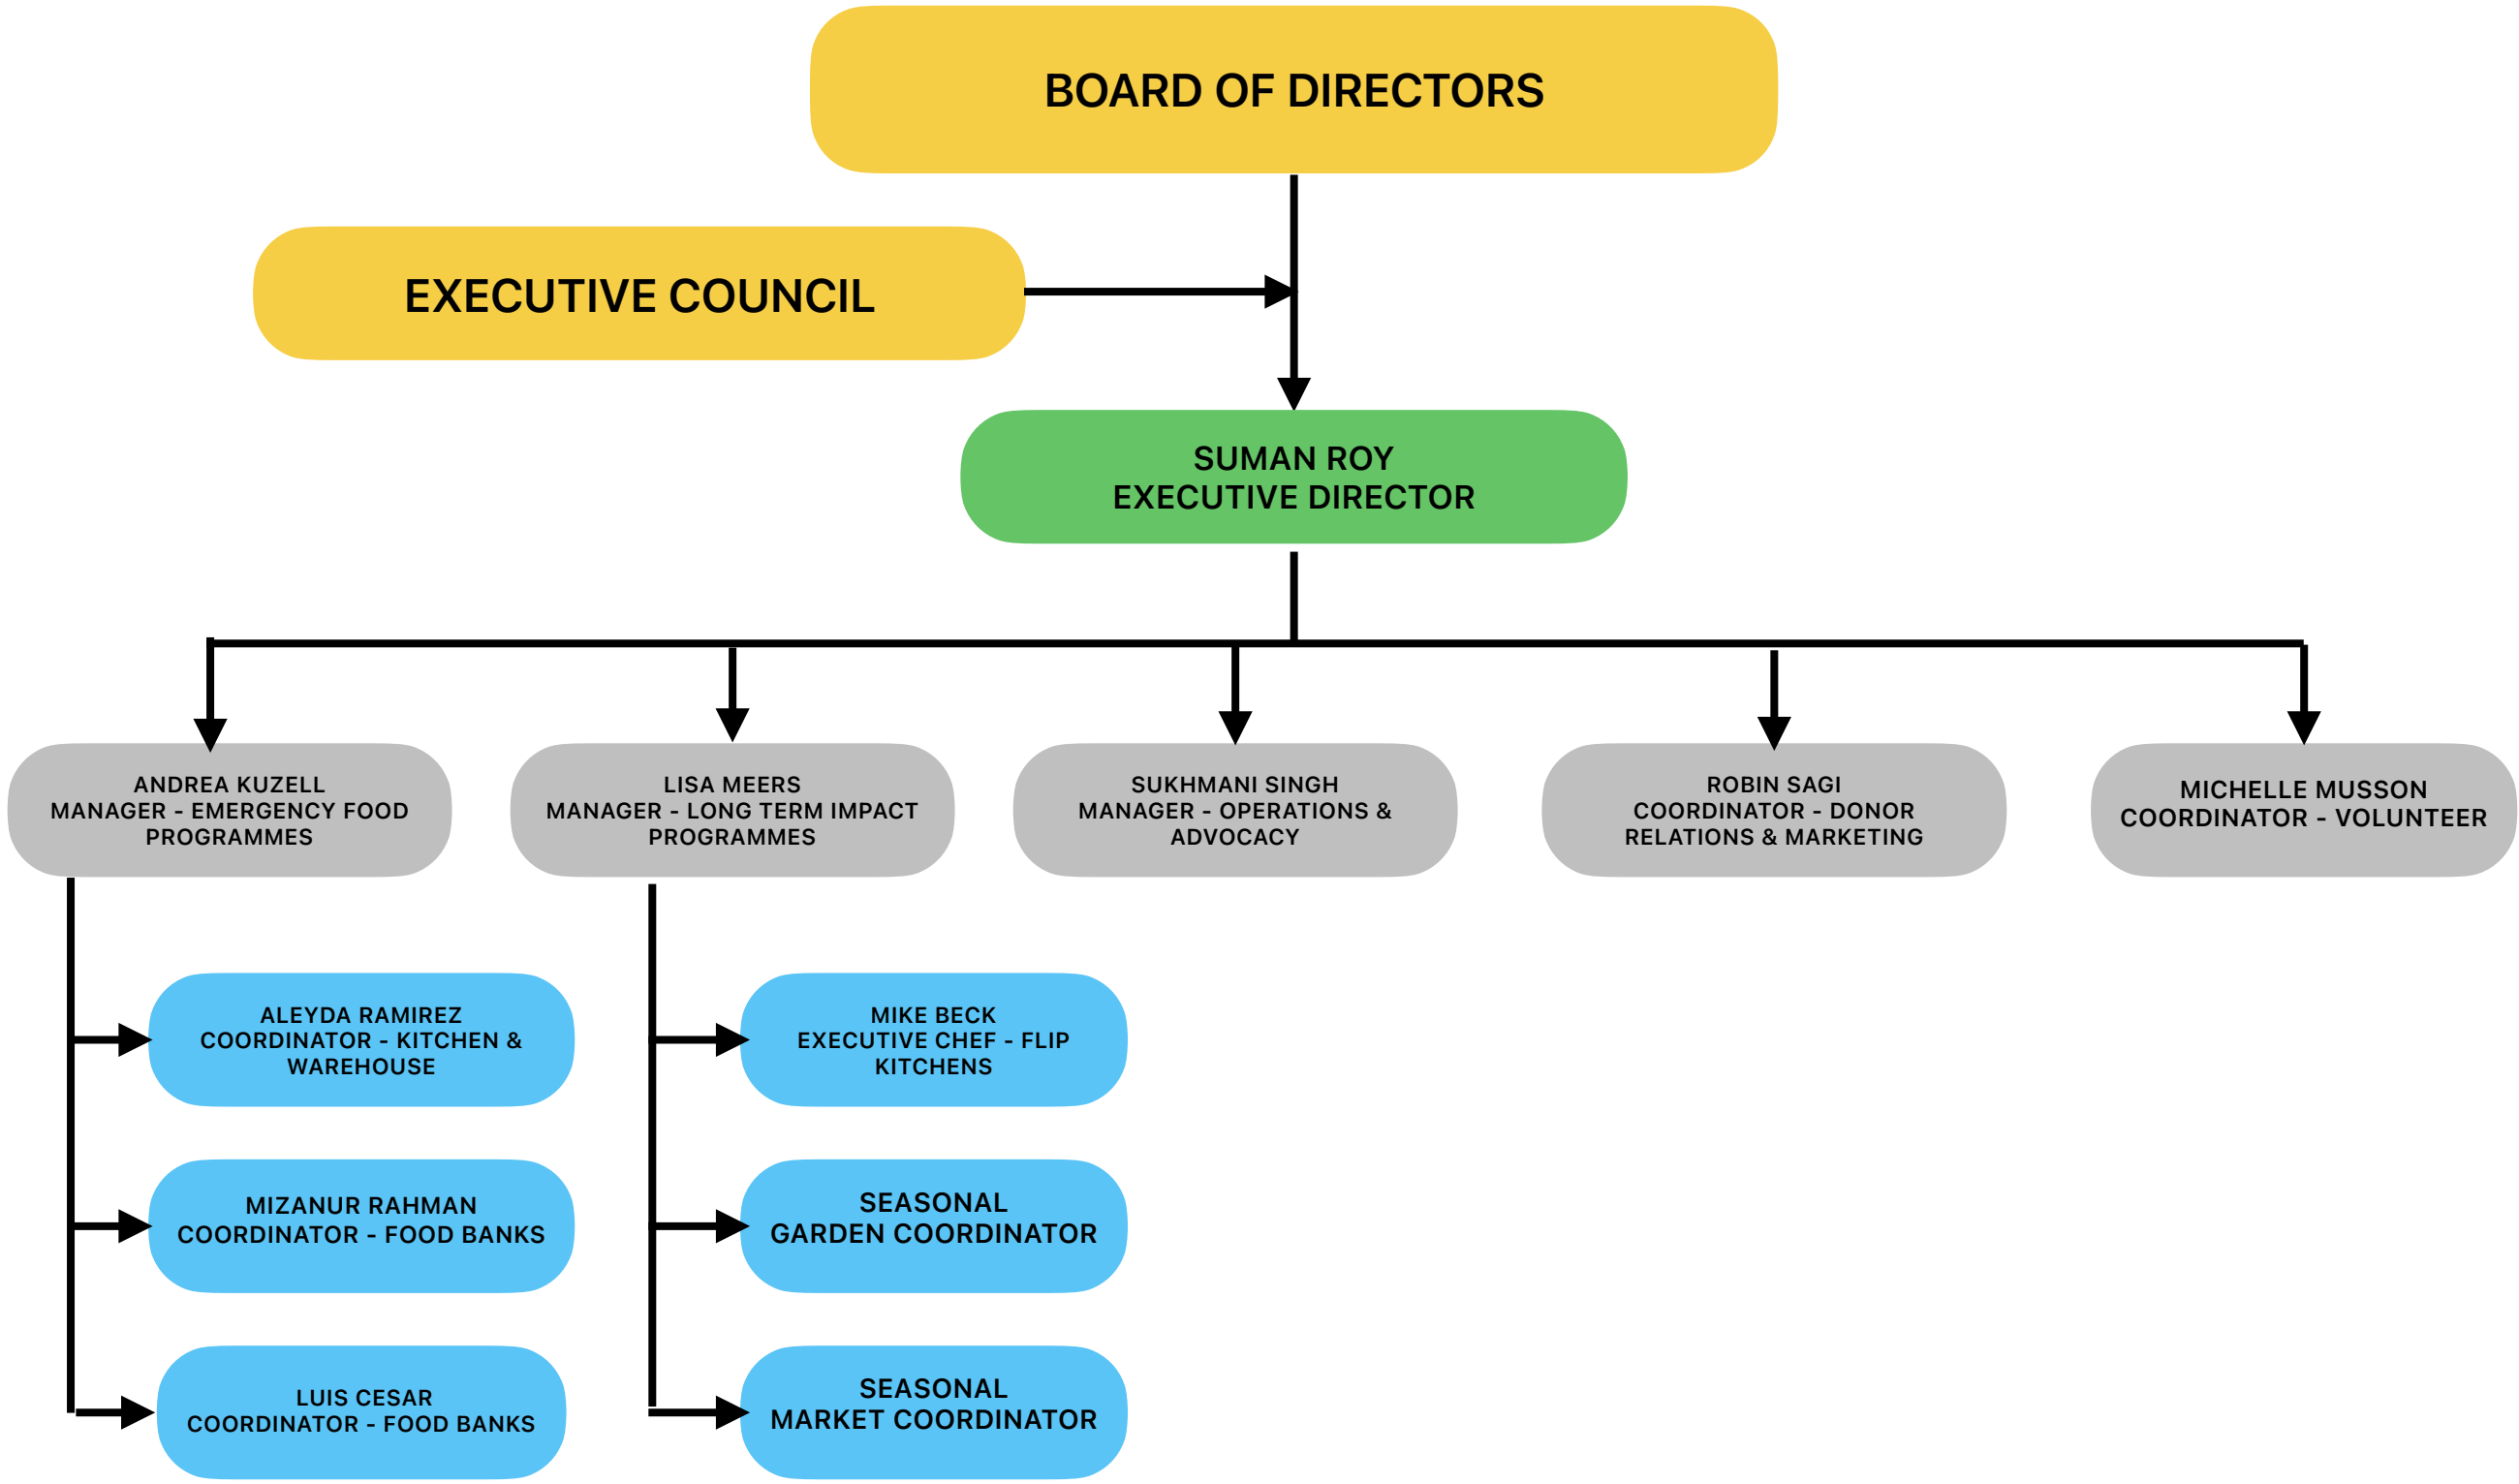 BOARD OF DIRECTORS
EXECUTIVE COUNCIL
SUMAN ROY
EXECUTIVE DIRECTOR
ANDREA KUZELL
MANAGER - EMERGENCY FOOD
PROGRAMMES
LISA MEERS
MANAGER - LONG TERM IMPACT
PROGRAMMES
SUKHMANI SINGH
MANAGER - OPERATIONS &
ADVOCACY
ROBIN SAGI
COORDINATOR - DONOR
RELATIONS & MARKETING
MICHELLE MUSSON
COORDINATOR - VOLUNTEER
ALEYDA RAMIREZ
COORDINATOR - KITCHEN &
WAREHOUSE
MIZANUR RAHMAN
COORDINATOR - FOOD BANKS
LUIS CESAR
COORDINATOR - FOOD BANKS
MIKE BECK
EXECUTIVE CHEF - FLIP
KITCHENS
SEASONAL
GARDEN COORDINATOR
SEASONAL
MARKET COORDINATOR